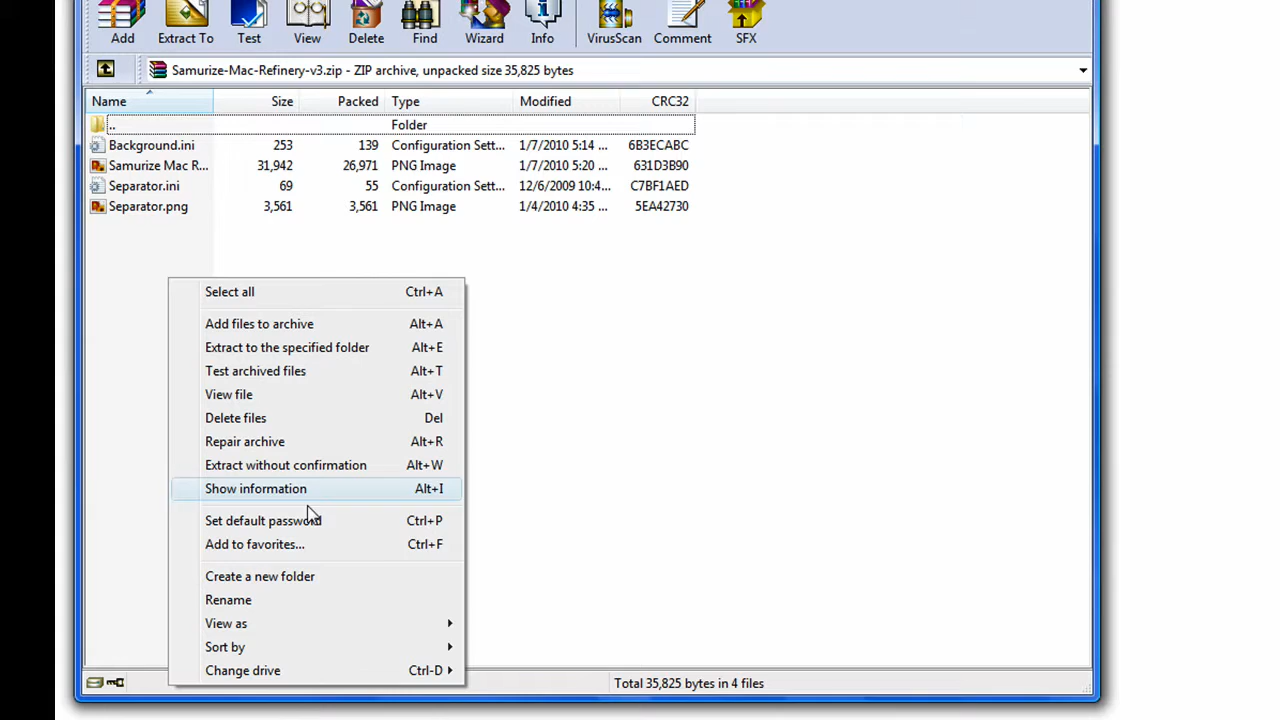 Add Extract To Test View Delete Find Wizard Info VirusScan Comment SFX
Samurize-Mac-Refinery-v3.zip - ZIP archive, unpacked size 35,825 bytes
Name Size Packed Type Modified CRC32
.. Folder
Background.ini 253 139 Configuration Sett... 1/7/2010 5:14 ... 6B3ECABC
Samurize Mac R... 31,942 26,971 PNG Image 1/7/2010 5:20 ... 631D3B90
Separator.ini 69 55 Configuration Sett... 12/6/2009 10:4... C7BF1AED
Separator.png 3,561 3,561 PNG Image 1/4/2010 4:35 ... 5EA42730
Select all Ctrl+A
Add files to archive Alt+A
Extract to the specified folder Alt+E
Test archived files Alt+T
View file Alt+V
Delete files Del
Repair archive Alt+R
Extract without confirmation Alt+W
Show information Alt+I
Set default password Ctrl+P
Add to favorites... Ctrl+F
Create a new folder
Rename
View as
Sort by
Change drive Ctrl-D
Total 35,825 bytes in 4 files